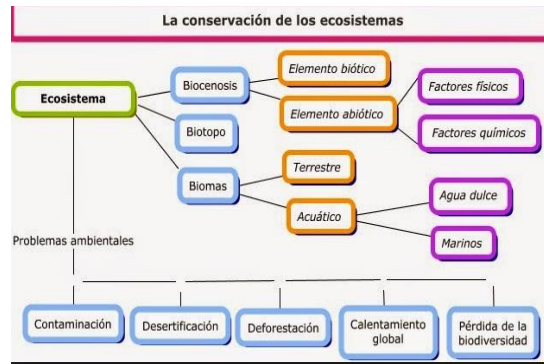 La conservación de los ecosistemas
Ecosistema
Biocenosis
Elemento biótico
Elemento abiótico
Factores físicos
Factores químicos
Biotopo
Biomas
Terrestre
Acuático
Agua dulce
Marinos
Problemas ambientales
Contaminación
Desertificación
Deforestación
Calentamiento
global
Pérdida de la
biodiversidad